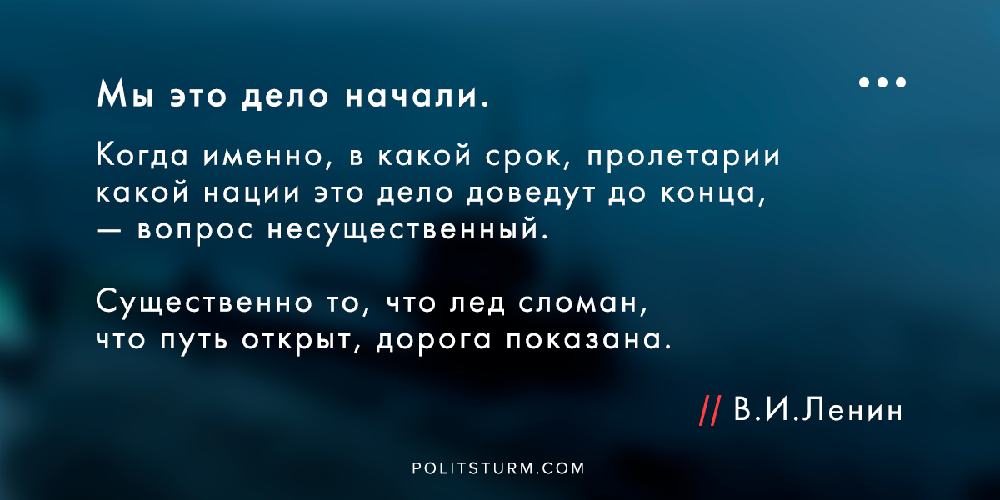 Мы это дело начали.
Когда именно, в какой срок, пролетарии
какой нации это дело доведут до конца,
— вопрос несущественный.
Существенно то, что лед сломан,
что путь открыт, дорога показана.
// В.И.Ленин
POLITSTURM.COM